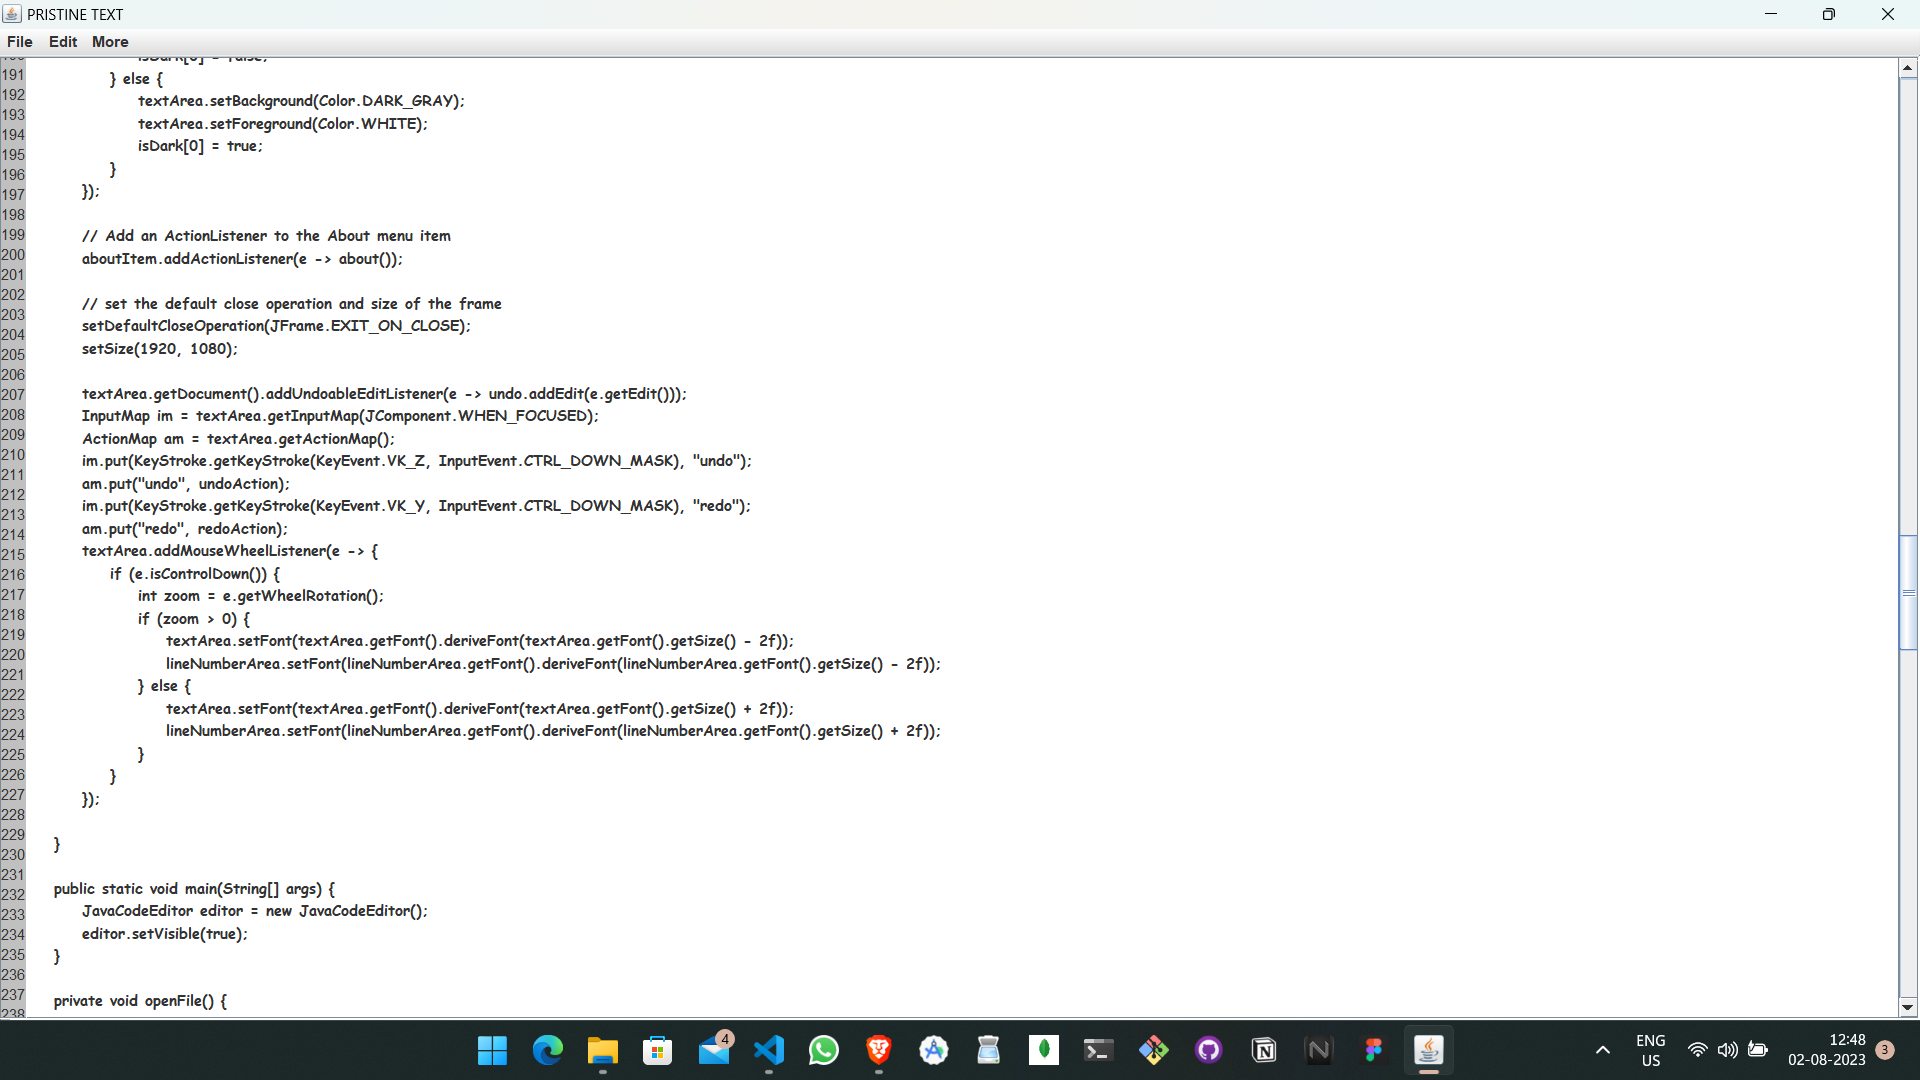 PRISTINE TEXT
File Edit More
isDark[0] = false;
191
192
193
194
195
196
197
198
199
200
201
202
203
204
205
206
207
208
209
210
211
212
213
214
215
216
217
218
219
220
221
222
223
224
225
226
227
228
229
230
231
232
233
234
235
236
237
238
} else {
textArea.setBackground(Color.DARK_GRAY);
textArea.setForeground(Color.WHITE);
isDark[0] = true;
}
});
// Add an ActionListener to the About menu item
aboutItem.addActionListener(e -> about());
// set the default close operation and size of the frame
setDefaultCloseOperation(JFrame.EXIT_ON_CLOSE);
setSize(1920, 1080);
textArea.getDocument().addUndoableEditListener(e -> undo.addEdit(e.getEdit()));
InputMap im = textArea.getInputMap(JComponent.WHEN_FOCUSED);
ActionMap am = textArea.getActionMap();
im.put(KeyStroke.getKeyStroke(KeyEvent.VK_Z, InputEvent.CTRL_DOWN_MASK), "undo");
am.put("undo", undoAction);
im.put(KeyStroke.getKeyStroke(KeyEvent.VK_Y, InputEvent.CTRL_DOWN_MASK), "redo");
am.put("redo", redoAction);
textArea.addMouseWheelListener(e -> {
if (e.isControlDown()) {
int zoom = e.getWheelRotation();
if (zoom > 0) {
textArea.setFont(textArea.getFont().deriveFont(textArea.getFont().getSize() - 2f));
lineNumberArea.setFont(lineNumberArea.getFont().deriveFont(lineNumberArea.getFont().getSize() - 2f));
} else {
textArea.setFont(textArea.getFont().deriveFont(textArea.getFont().getSize() + 2f));
lineNumberArea.setFont(lineNumberArea.getFont().deriveFont(lineNumberArea.getFont().getSize() + 2f));
}
}
});
}
public static void main(String[] args) {
JavaCodeEditor editor = new JavaCodeEditor();
editor.setVisible(true);
}
private void openFile() {
4
ENG
US
12:48
02-08-2023
3